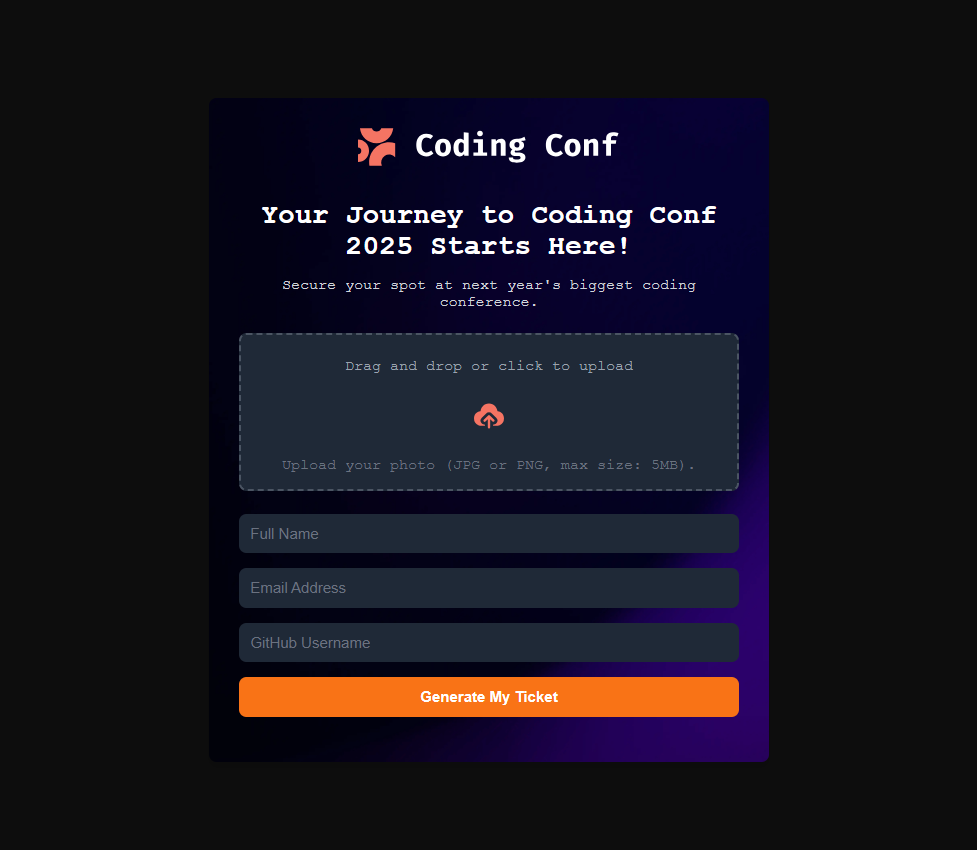 Coding Conf
Your Journey to Coding Conf
2025 Starts Here!
Secure your spot at next year's biggest coding
conference.
Drag and drop or click to upload
Upload your photo (JPG or PNG, max size: 5MB).
Full Name
Email Address
GitHub Username
Generate My Ticket